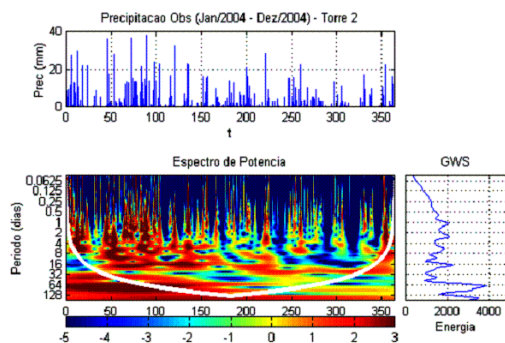 Precipitacao Obs (Jan/2004 - Dez/2004) - Torre 2
Prec (mm)
40
20
0
0 50 100 150 200 250 300 350
t
Espectro de Potencia
GWS
Periodo (dias)
0.0625
0.125
0.25
0.5
1
2
4
8
16
32
64
128
0 50 100 150 200 250 300 350
0 2000 4000
Energia
-5 -4 -3 -2 -1 0 1 2 3